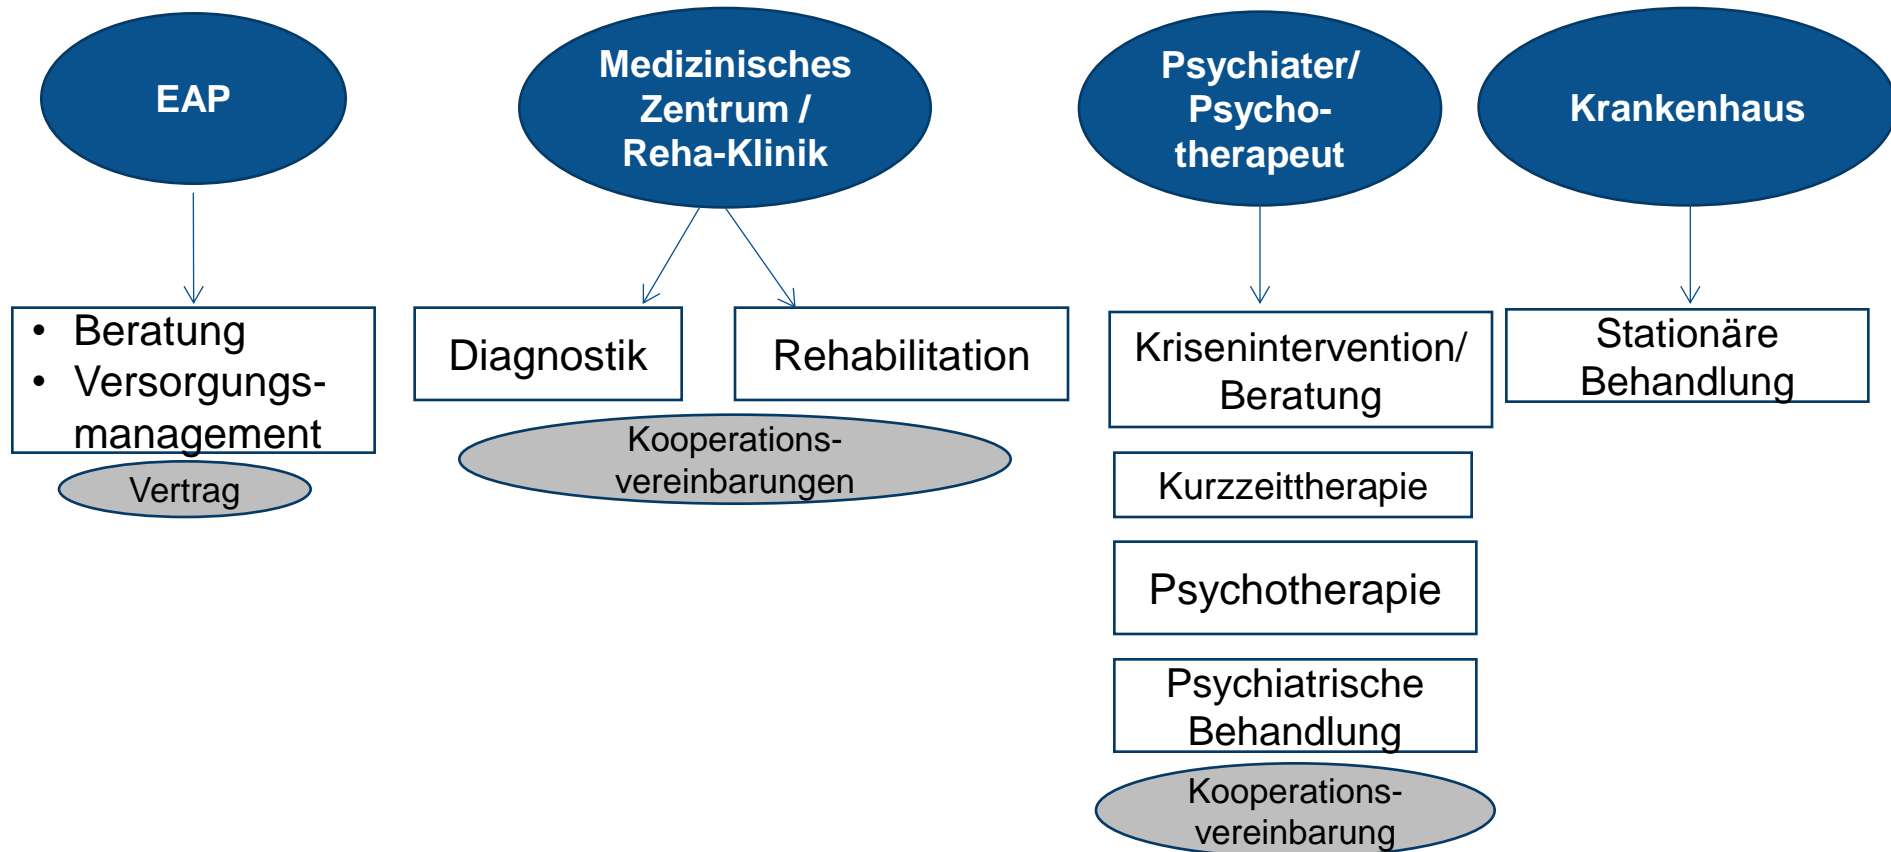 EAP
Medizinisches
Zentrum /
Reha-Klinik
Psychiater/
Psycho-
therapeut
Krankenhaus
• Beratung
• Versorgungs-
management
Vertrag
Diagnostik
Rehabilitation
Kooperations-
vereinbarungen
Krisenintervention/
Beratung
Kurzzeittherapie
Psychotherapie
Psychiatrische
Behandlung
Kooperations-
vereinbarung
Stationäre
Behandlung